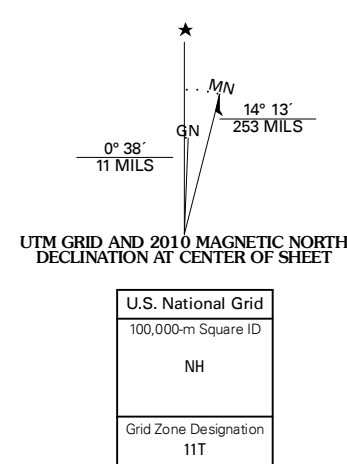 MN
GN
14° 13´
253 MILS
0° 38´
11 MILS
UTM GRID AND 2010 MAGNETIC NORTH
DECLINATION AT CENTER OF SHEET
U.S. National Grid
100,000-m Square ID
NH
Grid Zone Designation
11T